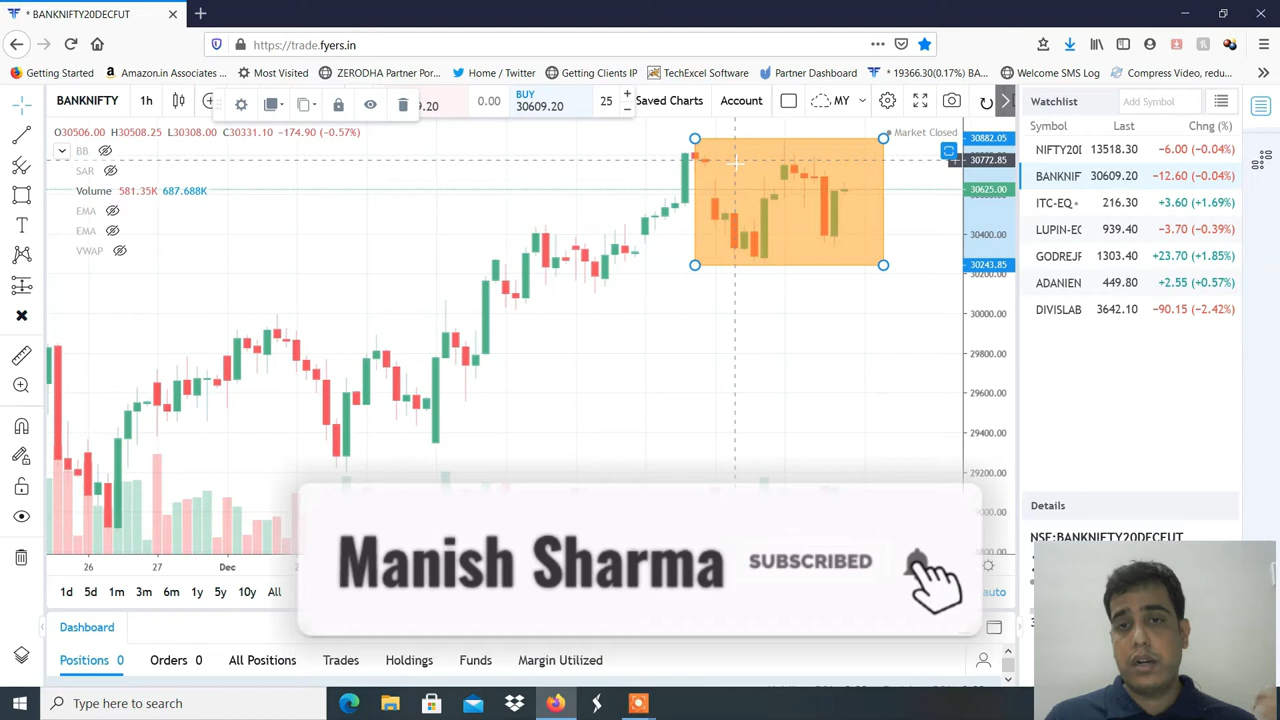 * BANKNIFTY20DECFUT
https://trade.fyers.in
Getting Started
Amazon.in Associates ...
Most Visited
ZERODHA Partner Por...
Home / Twitter
Getting Clients IP
TechExcel Software
Partner Dashboard
* 19366.30(0.17%) BA...
Welcome SMS Log
Compress Video, redu...
BANKNIFTY
1h
9.20
0.00
BUY
30609.20
25
Saved Charts
Account
MY
O30506.00 H30508.25 L30308.00 C30331.10 -174.90 (-0.57%)
BB
SAR
Volume 581.35K 687.688K
EMA
EMA
VWAP
Market Closed
30882.05
30772.85
30625.00
30400.00
30243.85
30200.00
30000.00
29800.00
29600.00
29400.00
29200.00
26
27
Dec
1d 5d 1m 3m 6m 1y 5y 10y All
auto
Watchlist
Add Symbol
Symbol Last Chng (%)
NIFTY20 13518.30 -6.00 (-0.04%)
BANKNIF 30609.20 -12.60 (-0.04%)
ITC-EQ 216.30 +3.60 (+1.69%)
LUPIN-EC 939.40 -3.70 (-0.39%)
GODREJF 1303.40 +23.70 (+1.85%)
ADANIEN 449.80 +2.55 (+0.57%)
DIVISLAB 3642.10 -90.15 (-2.42%)
Details
NSE:BANKNIFTY20DECFUT
Manish Sharma
SUBSCRIBED
Dashboard
Positions 0
Orders 0
All Positions
Trades
Holdings
Funds
Margin Utilized
Type here to search